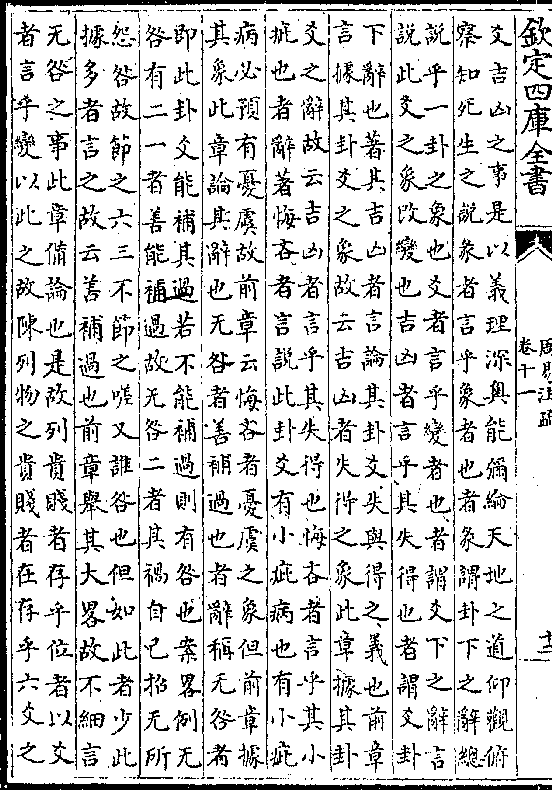 欽定四庫全書
爻吉凶之事是以義理深奥能彌綸天地之道仰觀俯
察知死生之說彖者言乎象者也者彖謂卦下之辭總
說乎一卦之象也爻者言乎變者也者謂爻下之辭言
說此爻之象改變也吉凶者言乎其失得也者謂爻卦
下辭也著其吉凶者言論其卦爻失與得之義也前章
言據其卦爻之象故云吉凶者失得之象此章據其卦
爻之辭故云吉凶者言乎其失得也悔吝者言乎其小
疵也者辭著悔吝者言說此卦爻有小疵病也有小疵
病必預有憂虞故前章云悔吝者憂虞之象但前章據
其象此章論其辭也无咎者善補過也者辭稱无咎者
即此卦爻能補其過若不能補過則有咎也案畧例无
咎有二一者善能補過故无咎二者其禍自已招无所
怨咎故節之六三不節之嗟又誰咎也但如此者少此
據多者言之故云善補過也前章舉其大畧故不細言
无咎之事此章備論也是故列貴賤者存乎位者以爻
者言乎變以此之故陳列物之貴賤者在存乎六爻之
周易注疏
卷十一
十二